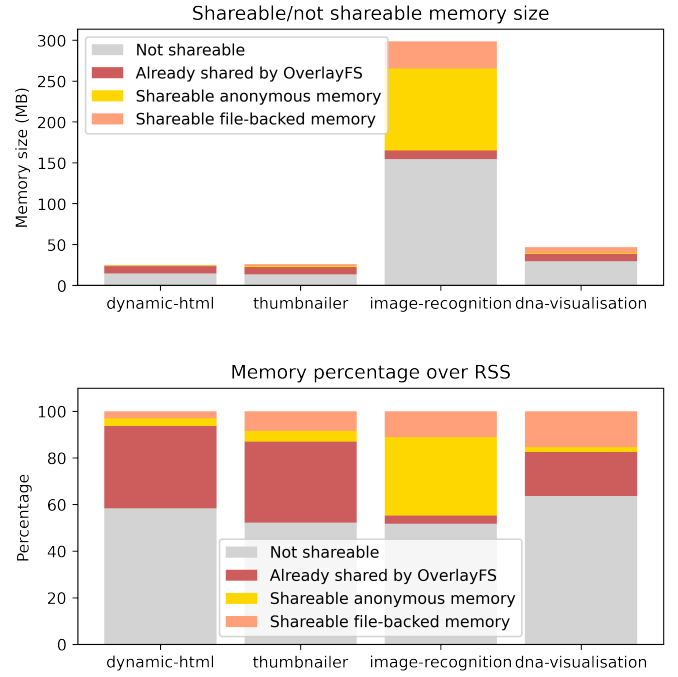 Shareable/not shareable memory size
300
250
200
150
100
50
0
Memory size (MB)
Not shareable
Already shared by OverlayFS
Shareable anonymous memory
Shareable file-backed memory
dynamic-html
thumbnailer
image-recognition
dna-visualisation
Memory percentage over RSS
100
80
60
40
20
0
Percentage
Not shareable
Already shared by OverlayFS
Shareable anonymous memory
Shareable file-backed memory
dynamic-html
thumbnailer
image-recognition
dna-visualisation